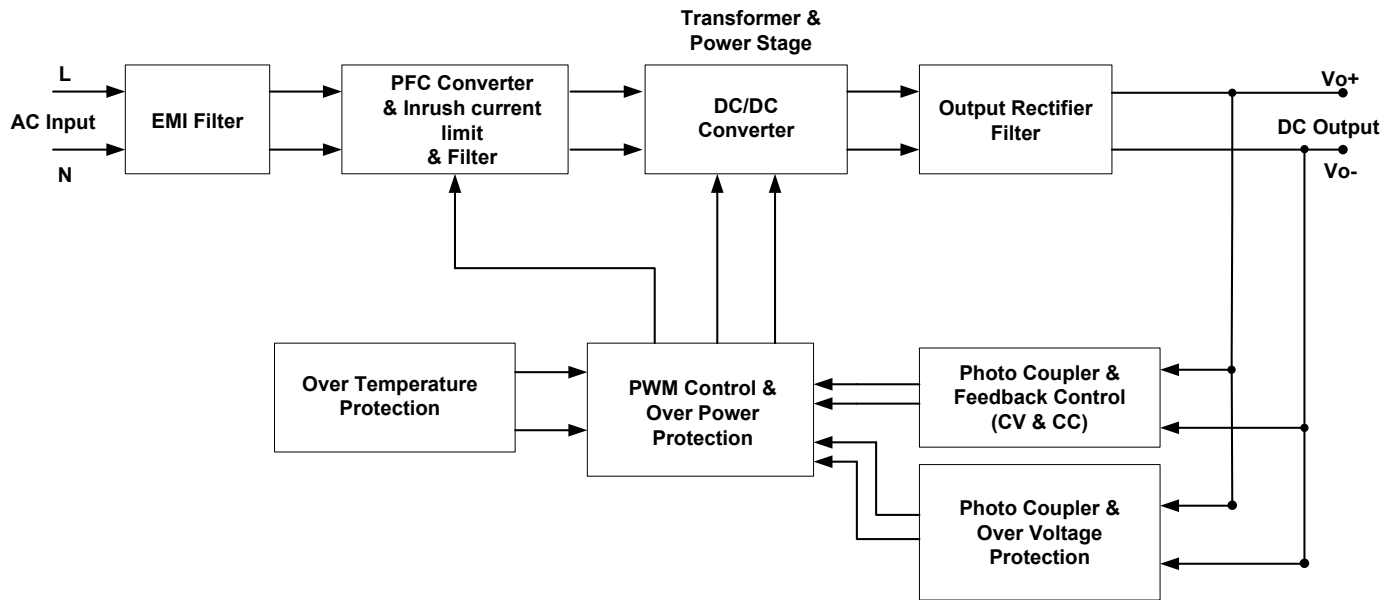 Transformer &
Power Stage
L
AC Input
N
EMI Filter
PFC Converter
& Inrush current
limit
& Filter
DC/DC
Converter
Output Rectifier
Filter
Vo+
DC Output
Vo-
Over Temperature
Protection
PWM Control &
Over Power
Protection
Photo Coupler &
Feedback Control
(CV & CC)
Photo Coupler &
Over Voltage
Protection